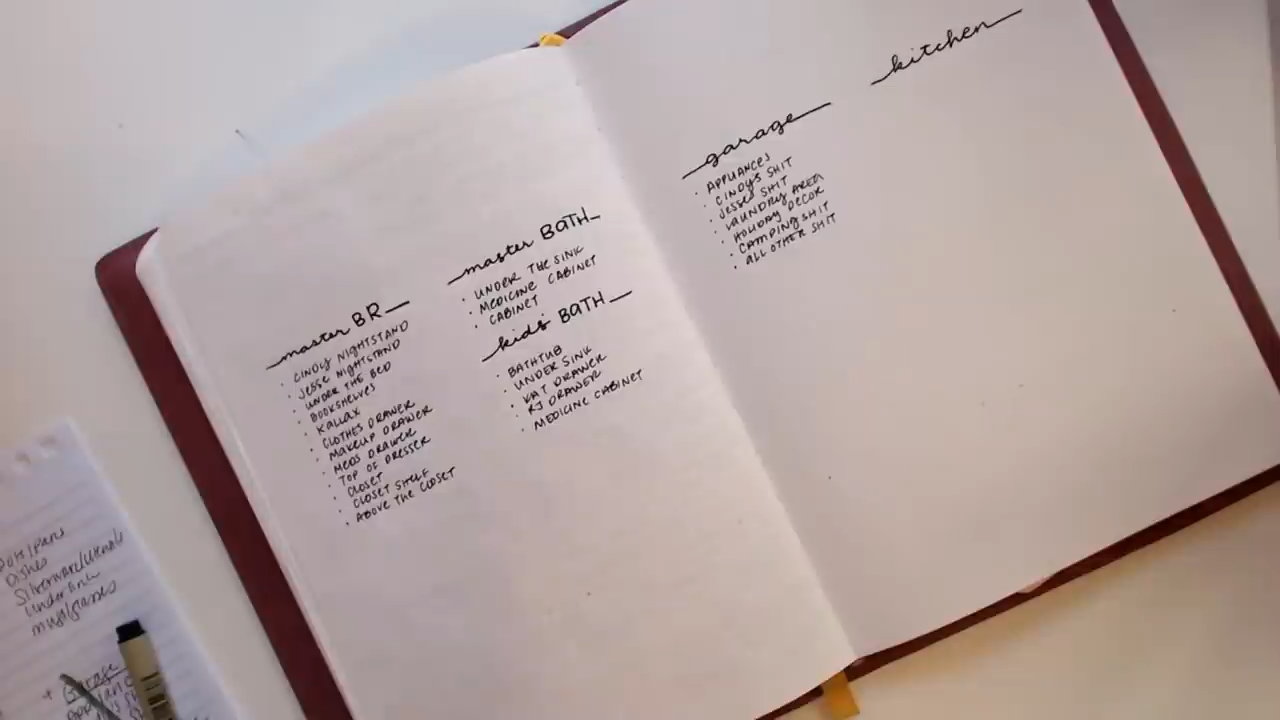 master BR
CINDY NIGHTSTAND
JESSE NIGHTSTAND
UNDER THE BED
BOOKSHELVES
KALLAX
CLOTHES DRAWER
MAKEUP DRAWER
MEDS DRAWER
TOP OF DRESSER
CLOSET
CLOSET SHELF
ABOVE THE CLOSET
master BATH
UNDER THE SINK
MEDICINE CABINET
CABINET
kids' BATH
BATHTUB
UNDER SINK
KAT DRAWER
RJ DRAWER
MEDICINE CABINET
garage
APPLIANCES
CINDY'S SHIT
JESSE'S SHIT
LAUNDRY AREA
HOLIDAY DECOR
CAMPING SHIT
ALL OTHER SHIT
kitchen
Pots/pans
Dishes
Silverware/utensils
Under sink
mugs/glasses
+ Garage